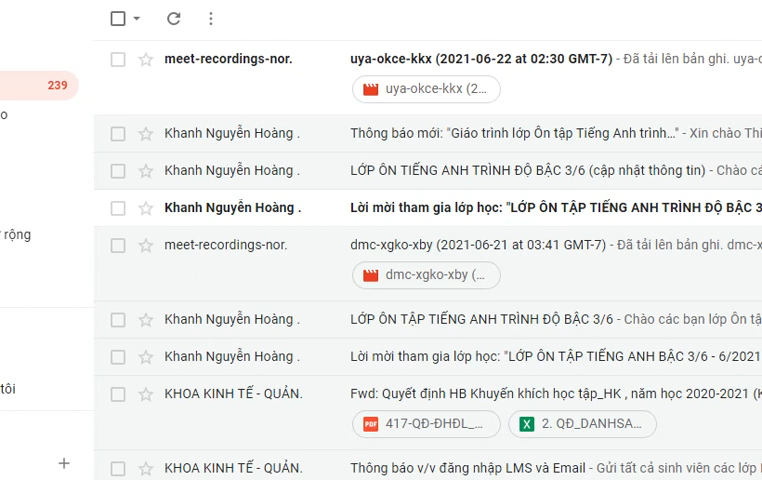 meet-recordings-nor. uya-okce-kkx (2021-06-22 at 02:30 GMT-7) - Đã tải lên bản ghi. uya-o
239
uya-okce-kkx (2...
o
Khanh Nguyễn Hoàng . Thông báo mới: "Giáo trình lớp Ôn tập Tiếng Anh trình..." - Xin chào Thi
Khanh Nguyễn Hoàng . LỚP ÔN TIẾNG ANH TRÌNH ĐỘ BẬC 3/6 (cập nhật thông tin) - Chào cá
Khanh Nguyễn Hoàng . Lời mời tham gia lớp học: "LỚP ÔN TẬP TIẾNG ANH TRÌNH ĐỘ BẬC 3
rộng
meet-recordings-nor. dmc-xgko-xby (2021-06-21 at 03:41 GMT-7) - Đã tải lên bản ghi. dmc-x
dmc-xgko-xby (...
Khanh Nguyễn Hoàng . LỚP ÔN TẬP TIẾNG ANH TRÌNH ĐỘ BẬC 3/6 - Chào các bạn lớp Ôn tậ
Khanh Nguyễn Hoàng . Lời mời tham gia lớp học: "LỚP ÔN TẬP TIẾNG ANH BẬC 3/6 - 6/2021
tôi
KHOA KINH TẾ - QUẢN. Fwd: Quyết định HB Khuyến khích học tập_HK , năm học 2020-2021 (K
PDF 417-QĐ-ĐHĐL_... X 2. QĐ_DANHSA...
KHOA KINH TẾ - QUẢN. Thông báo v/v đăng nhập LMS và Email - Gửi tất cả sinh viên các lớp